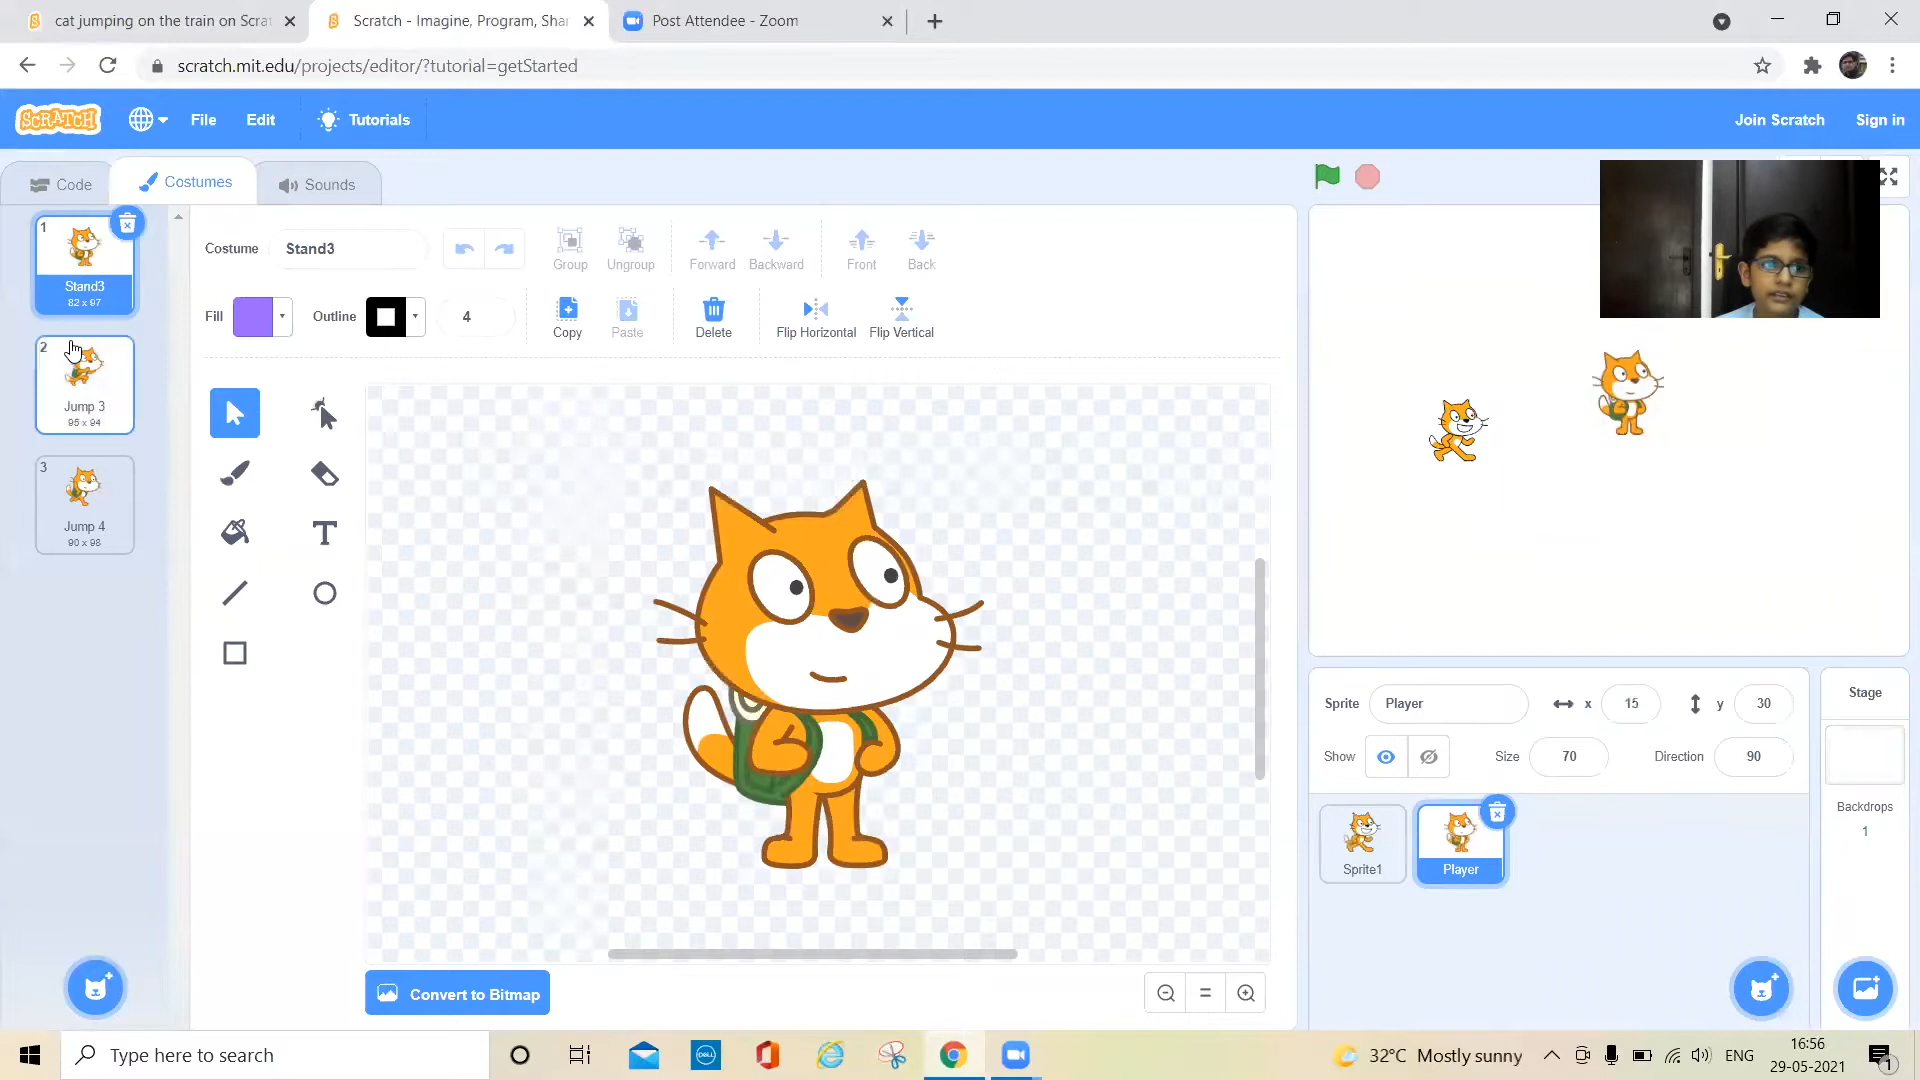 cat jumping on the train on Scrat
Scratch - Imagine, Program, Shar
Post Attendee - Zoom
scratch.mit.edu/projects/editor/?tutorial=getStarted
SCRATCH
File
Edit
Tutorials
Join Scratch
Sign in
Code
Costumes
Sounds
1
Stand3
82 x 97
2
Jump 3
95 x 94
3
Jump 4
90 x 98
Costume
Stand3
Group
Ungroup
Forward
Backward
Front
Back
Fill
Outline
4
Copy
Paste
Delete
Flip Horizontal
Flip Vertical
T
Convert to Bitmap
Sprite
Player
x
15
y
30
Show
Size
70
Direction
90
Sprite1
Player
Stage
Backdrops
1
Type here to search
DELL
32°C Mostly sunny
ENG
16:56
29-05-2021
1